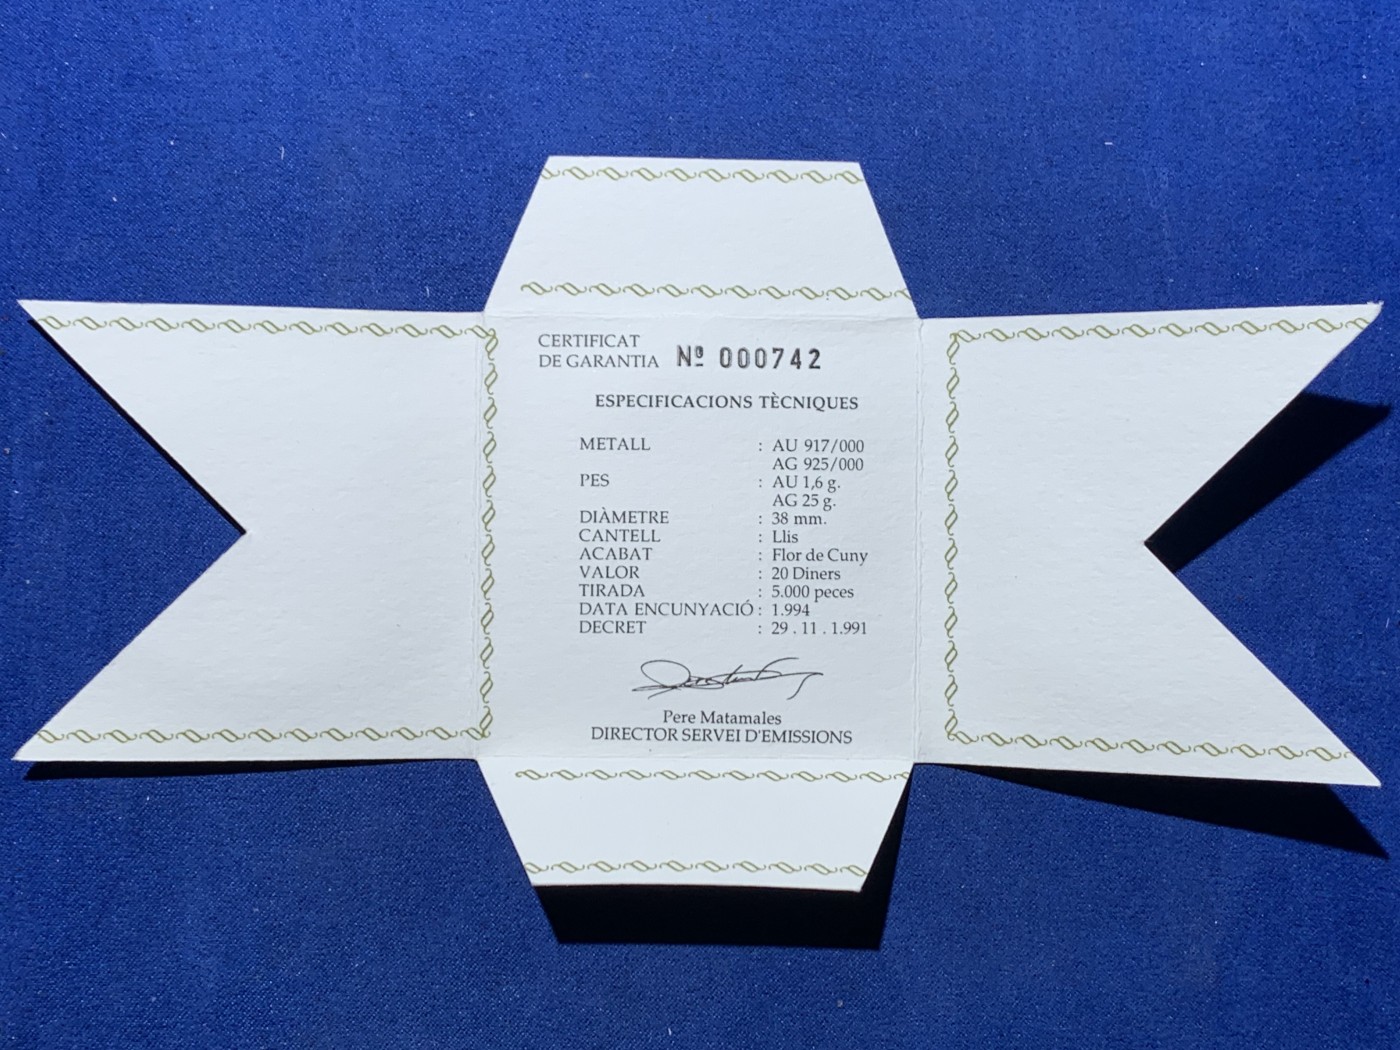 CERTIFICAT
DE GARANTIA Nº 000742
ESPECIFICACIONS TÈCNIQUES
METALL : AU 917/000
AG 925/000
PES : AU 1,6 g.
AG 25 g.
DIÀMETRE : 38 mm.
CANTELL : Llis
ACABAT : Flor de Cuny
VALOR : 20 Diners
TIRADA : 5.000 peces
DATA ENCUNYACIÓ : 1.994
DECRET : 29 . 11 . 1.991
Pere Matamales
DIRECTOR SERVEI D'EMISSIONS